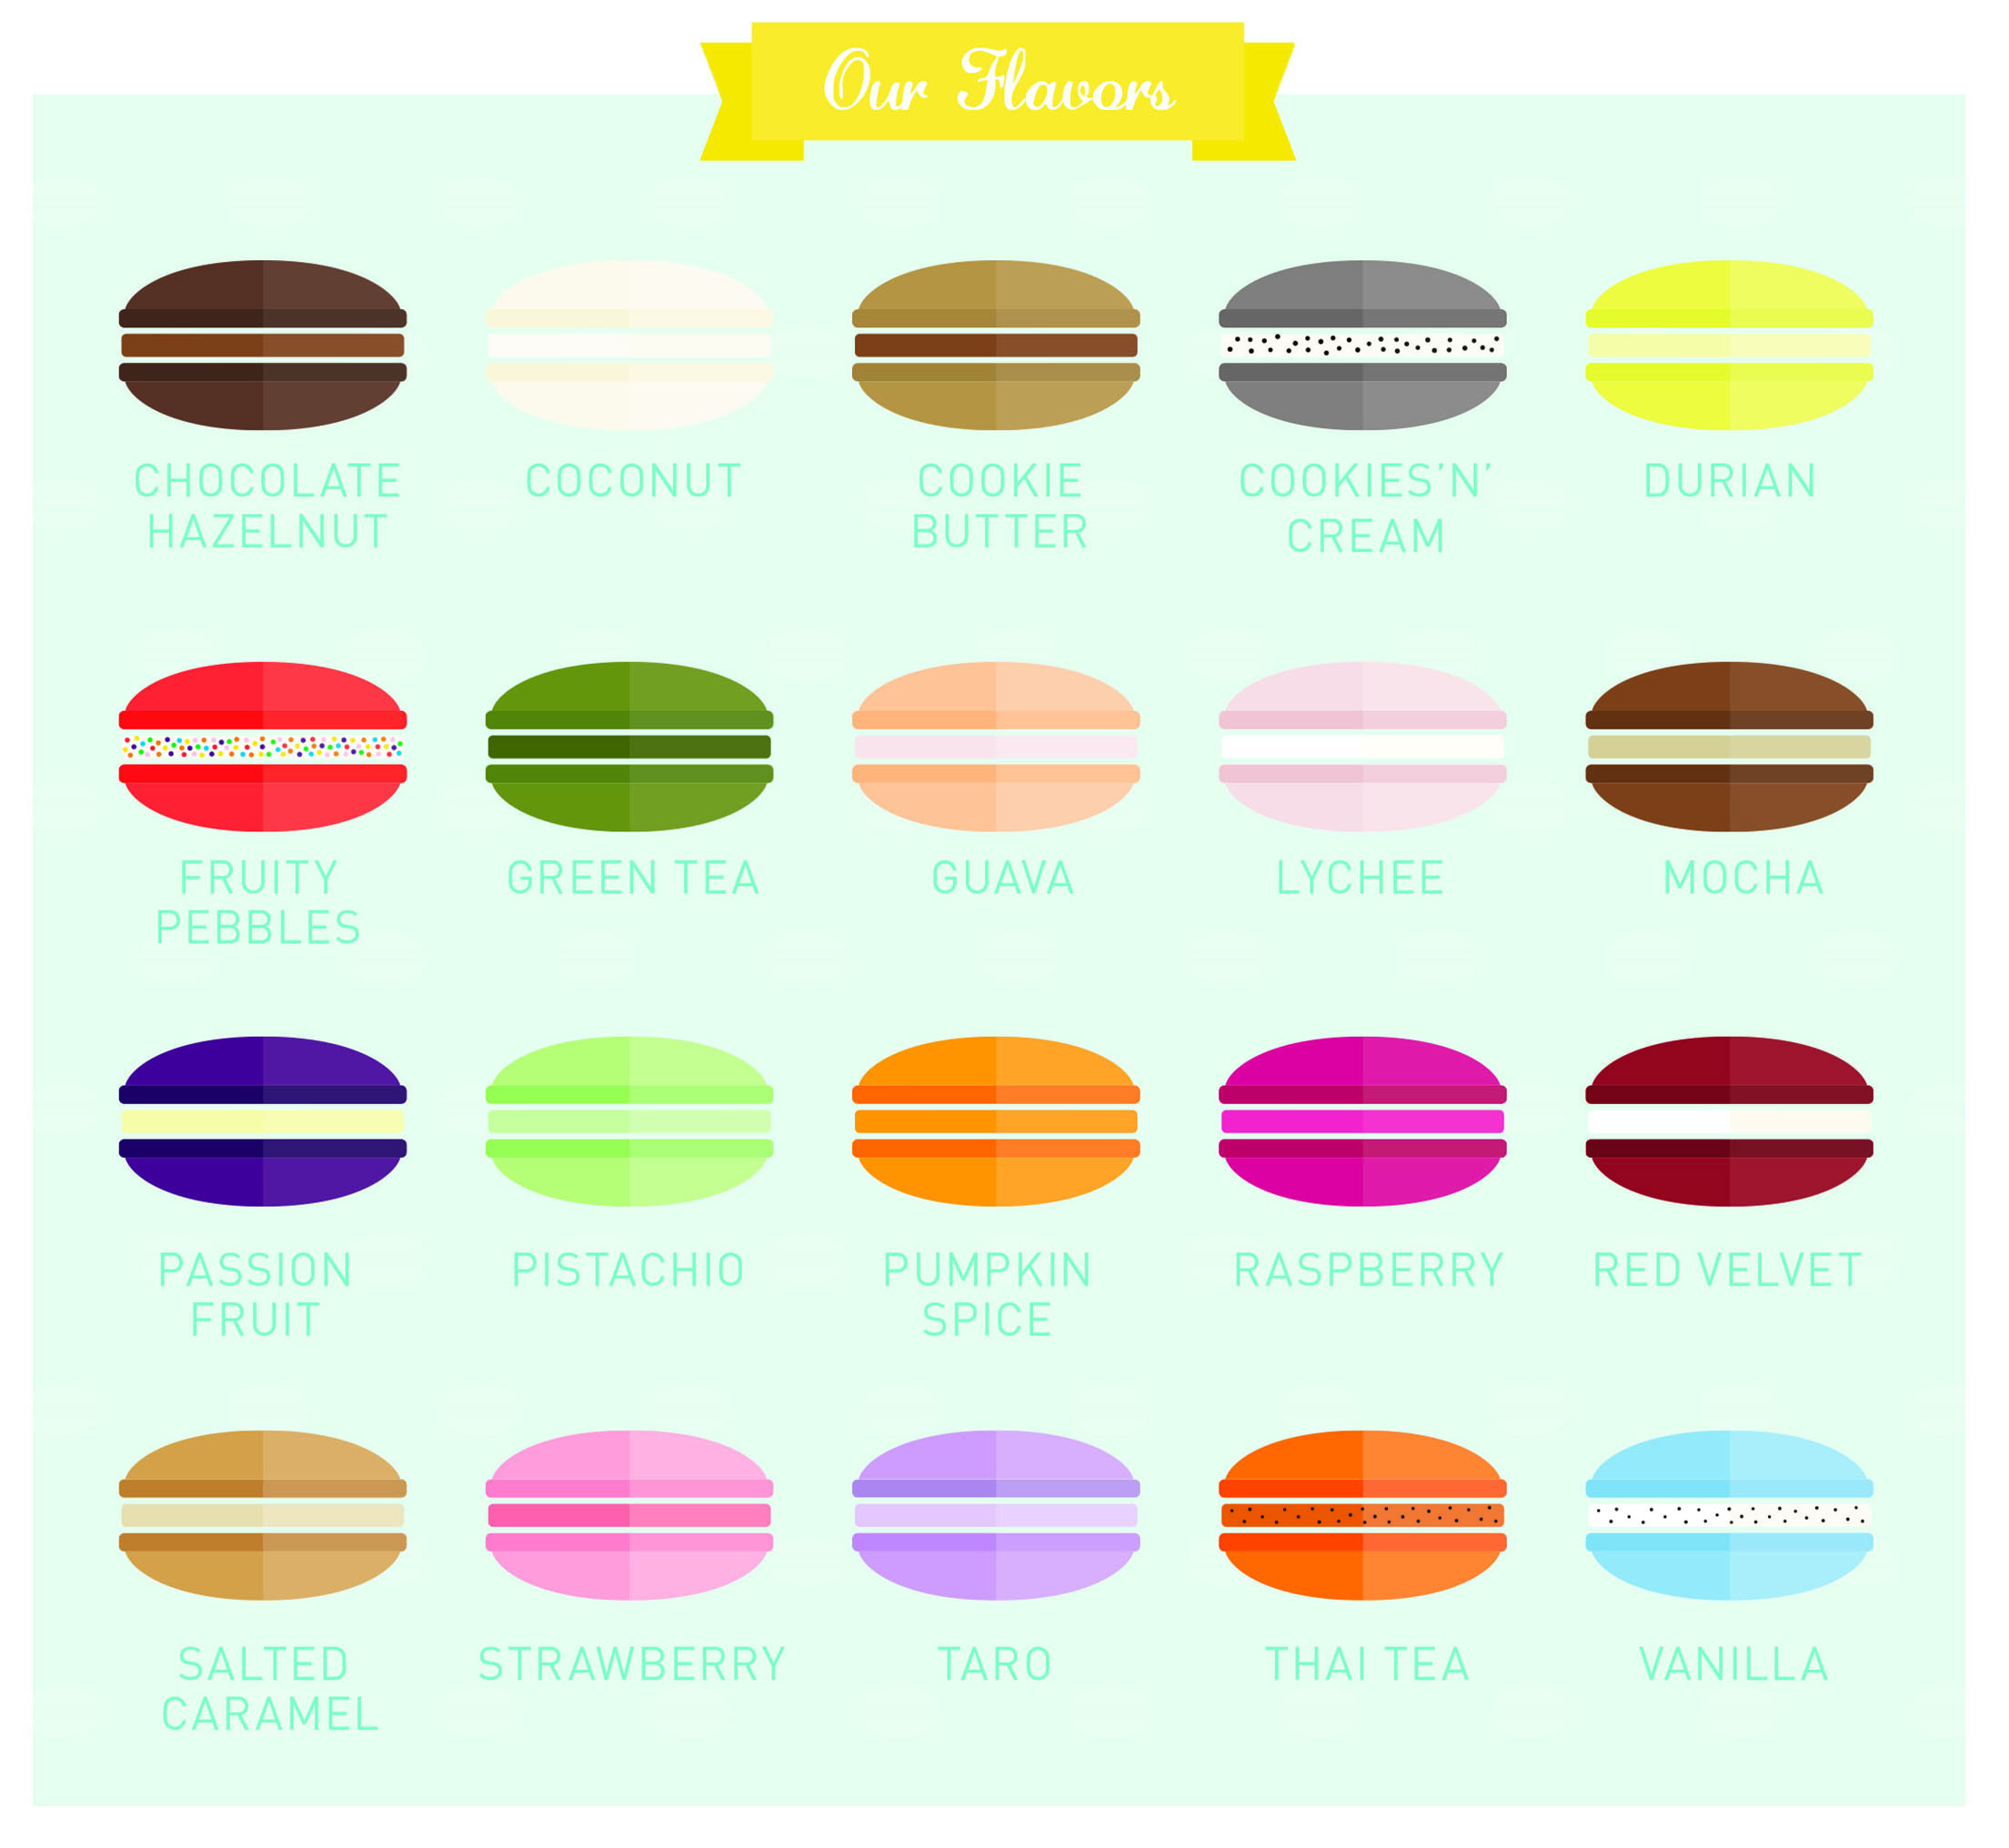 Our Flavors
CHOCOLATE
HAZELNUT
COCONUT
COOKIE
BUTTER
COOKIES'N'
CREAM
DURIAN
FRUITY
PEBBLES
GREEN TEA
GUAVA
LYCHEE
MOCHA
PASSION
FRUIT
PISTACHIO
PUMPKIN
SPICE
RASPBERRY
RED VELVET
SALTED
CARAMEL
STRAWBERRY
TARO
THAI TEA
VANILLA